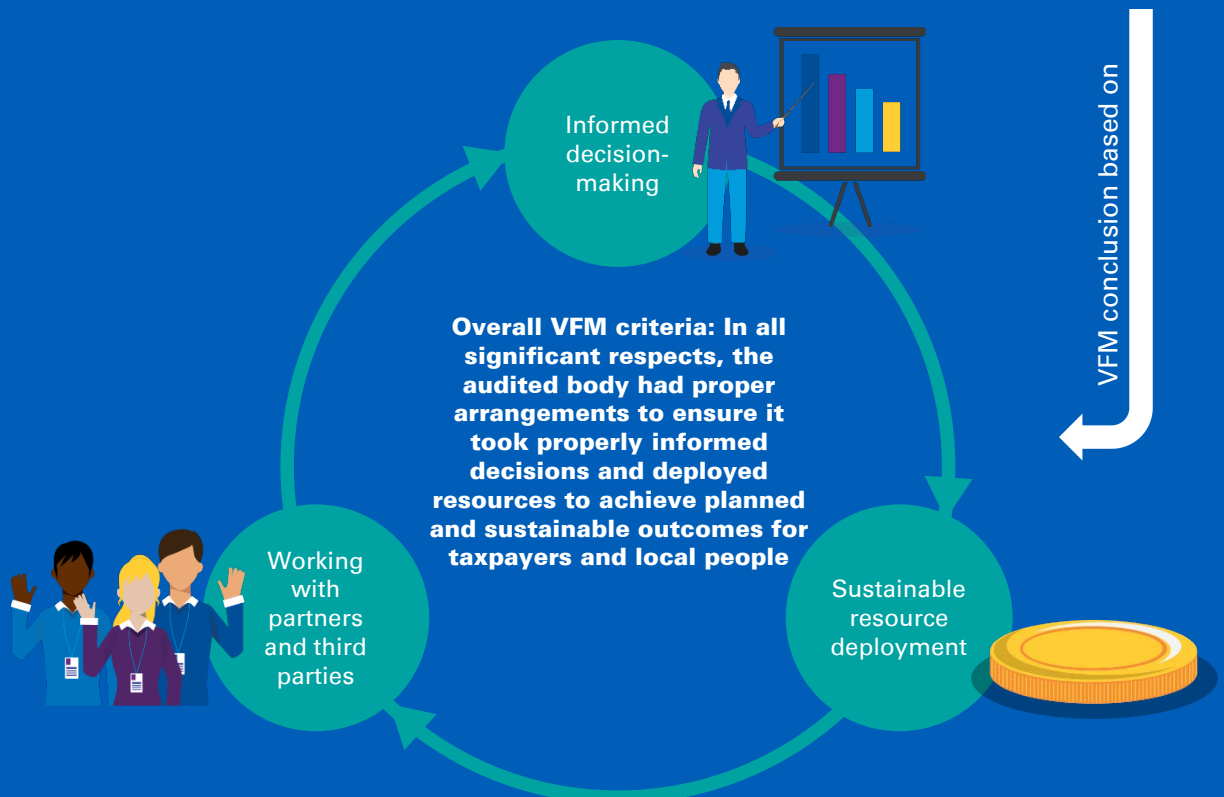 Informed
decision-
making
VFM conclusion based on
Overall VFM criteria: In all
significant respects, the
audited body had proper
arrangements to ensure it
took properly informed
decisions and deployed
resources to achieve planned
and sustainable outcomes for
taxpayers and local people
Working
with
partners
and third
parties
Sustainable
resource
deployment